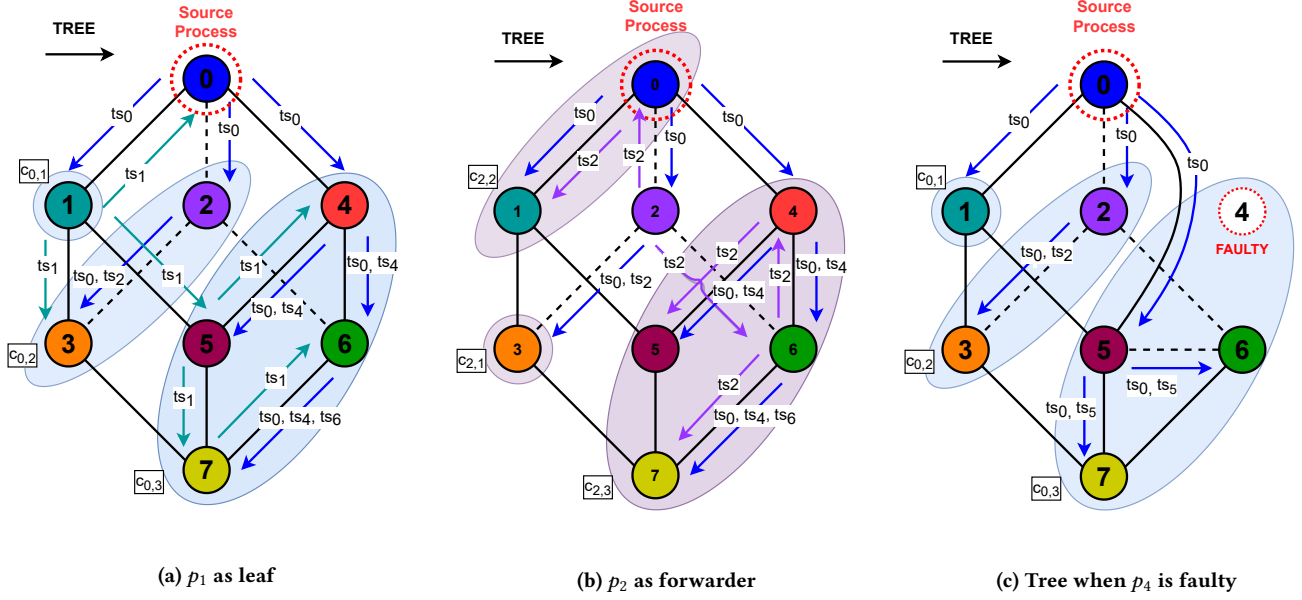 Source
Process
TREE
0
ts0
ts0
ts0
ts1
c0,1
1
2
4
ts1
ts0, ts2
ts1
ts1
ts0, ts4
ts0, ts4
3
5
6
c0,2
ts1
ts1
ts0, ts4, ts6
7
c0,3
(a) p1 as leaf
Source
Process
TREE
0
ts0
ts0
ts0
ts2
ts2
c2,2
1
2
4
ts2
ts2
ts0, ts2
ts0, ts4
ts0, ts4
ts2
3
5
6
c2,1
ts2
ts0, ts4, ts6
7
c2,3
(b) p2 as forwarder
Source
Process
TREE
0
ts0
ts0
ts0
c0,1
1
2
4
FAULTY
ts0, ts2
3
5
6
c0,2
ts0, ts5
ts0, ts5
7
c0,3
(c) Tree when p4 is faulty